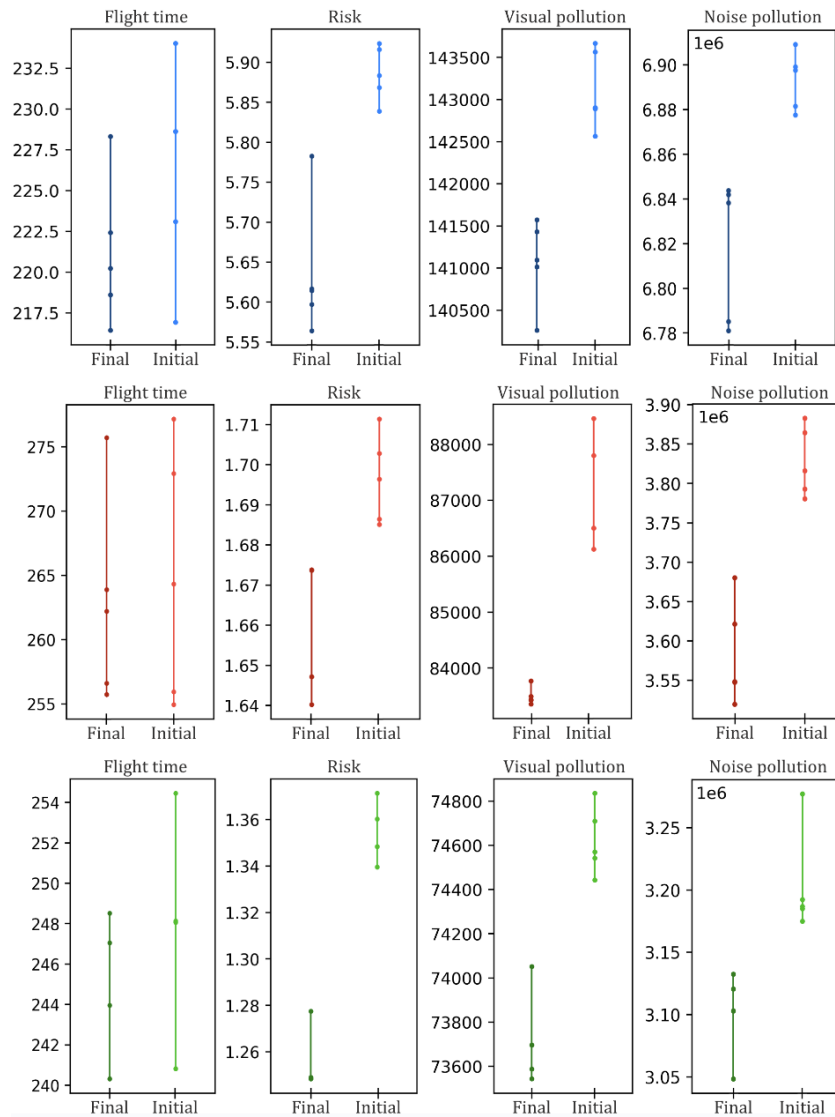 Flight time Risk Visual pollution Noise pollution
1e6
232.5 5.90 143500 6.90
230.0 5.85 143000 6.88
227.5 5.80 142500 6.86
225.0 5.75 142000 6.84
222.5 5.70 141500 6.82
220.0 5.65 141000 6.80
217.5 5.60 140500 6.78
5.55
Final Initial Final Initial Final Initial Final Initial
Flight time Risk Visual pollution Noise pollution
1e6
275 1.71 88000 3.90
270 1.70 87000 3.85
265 1.69 86000 3.80
260 1.68 85000 3.75
255 1.67 84000 3.70
1.66 3.65
1.65 3.60
1.64 3.55
Final Initial Final Initial Final Initial Final Initial
Flight time Risk Visual pollution Noise pollution
1e6
254 1.36 74800 3.25
252 1.34 74600 3.20
250 1.32 74400 3.15
248 1.30 74200 3.10
246 1.28 74000 3.05
244 1.26 73800
241 73600
240
Final Initial Final Initial Final Initial Final Initial